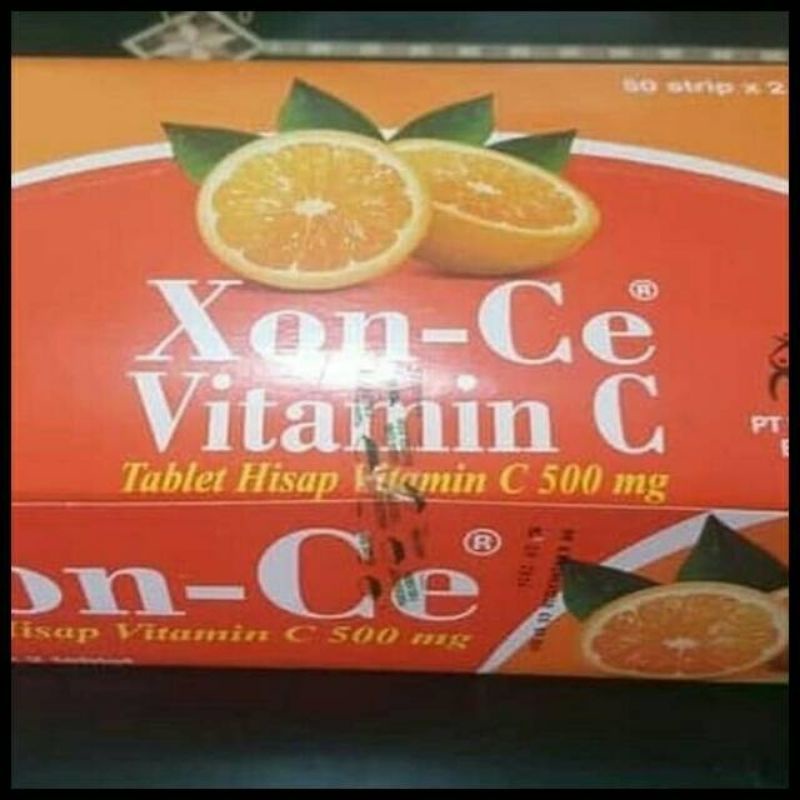 50 strip x 2
Xon-Ce®
Vitamin C
Tablet Hisap Vitamin C 500 mg
PT
on-Ce®
Hisap Vitamin C 500 mg